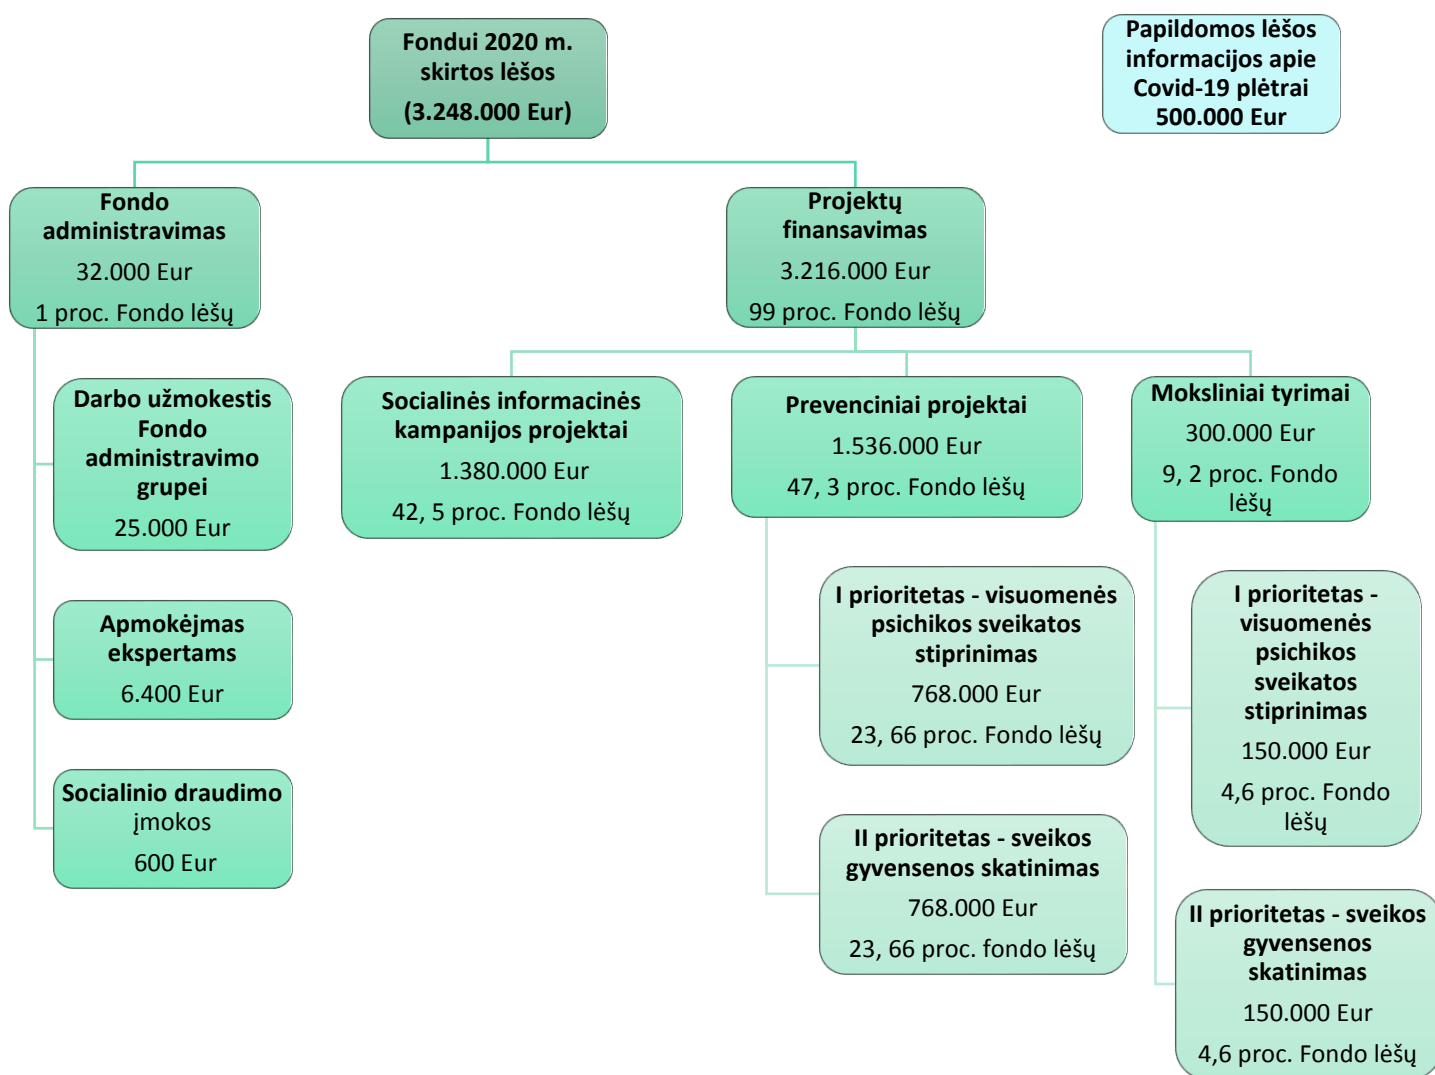 Fondui 2020 m.
skirtos lėšos
(3.248.000 Eur)
Papildomos lėšos
informacijos apie
Covid-19 plėtrai
500.000 Eur
Fondo
administravimas
32.000 Eur
1 proc. Fondo lėšų
Projektų
finansavimas
3.216.000 Eur
99 proc. Fondo lėšų
Darbo užmokestis
Fondo
administravimo
grupei
25.000 Eur
Apmokėjmas
ekspertams
6.400 Eur
Socialinio draudimo
įmokos
600 Eur
Socialinės informacinės
kampanijos projektai
1.380.000 Eur
42, 5 proc. Fondo lėšų
Prevenciniai projektai
1.536.000 Eur
47, 3 proc. Fondo lėšų
I prioritetas - visuomenės
psichikos sveikatos
stiprinimas
768.000 Eur
23, 66 proc. Fondo lėšų
II prioritetas - sveikos
gyvensenos skatinimas
768.000 Eur
23, 66 proc. fondo lėšų
Moksliniai tyrimai
300.000 Eur
9, 2 proc. Fondo
lėšų
I prioritetas -
visuomenės
psichikos
sveikatos
stiprinimas
150.000 Eur
4,6 proc. Fondo
lėšų
II prioritetas - sveikos
gyvensenos
skatinimas
150.000 Eur
4,6 proc. Fondo lėšų